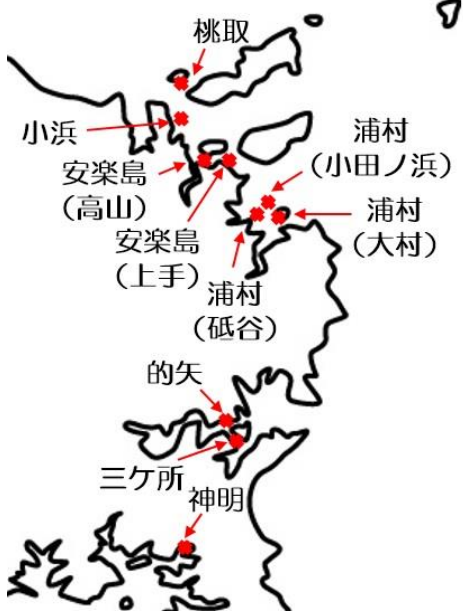 桃取
小浜
安楽島
(高山)
安楽島
(上手)
浦村
(小田ノ浜)
浦村
(大村)
浦村
(砥谷)
的矢
三ケ所
神明